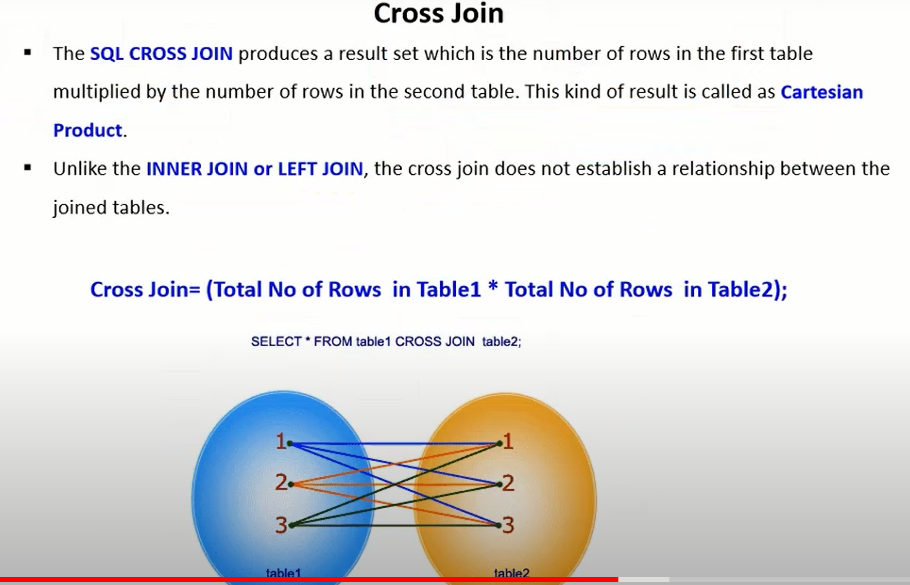 Cross Join
▪ The SQL CROSS JOIN produces a result set which is the number of rows in the first table
multiplied by the number of rows in the second table. This kind of result is called as Cartesian
Product.
▪ Unlike the INNER JOIN or LEFT JOIN, the cross join does not establish a relationship between the
joined tables.
Cross Join= (Total No of Rows in Table1 * Total No of Rows in Table2);
SELECT * FROM table1 CROSS JOIN table2;
1 1
2 2
3 3
table1 table2